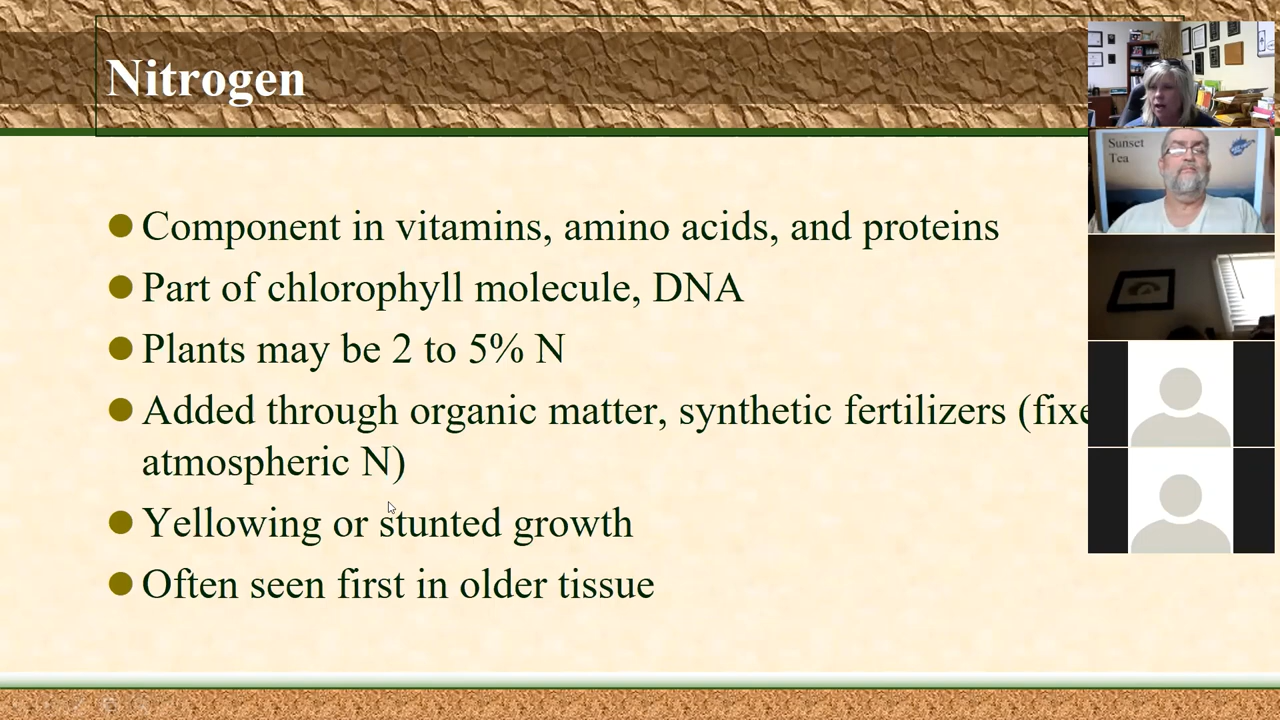 Nitrogen
Component in vitamins, amino acids, and proteins
Part of chlorophyll molecule, DNA
Plants may be 2 to 5% N
Added through organic matter, synthetic fertilizers (fixe
atmospheric N)
Yellowing or stunted growth
Often seen first in older tissue
Sunset
Tea